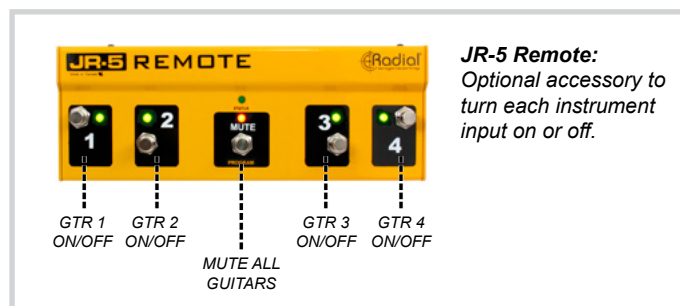 JR-5 REMOTE
Radial
JR-5 Remote:
Optional accessory to
turn each instrument
input on or off.
STATUS
MUTE
1
2
3
4
PROGRAM
GTR 1
ON/OFF
GTR 2
ON/OFF
GTR 3
ON/OFF
GTR 4
ON/OFF
MUTE ALL
GUITARS